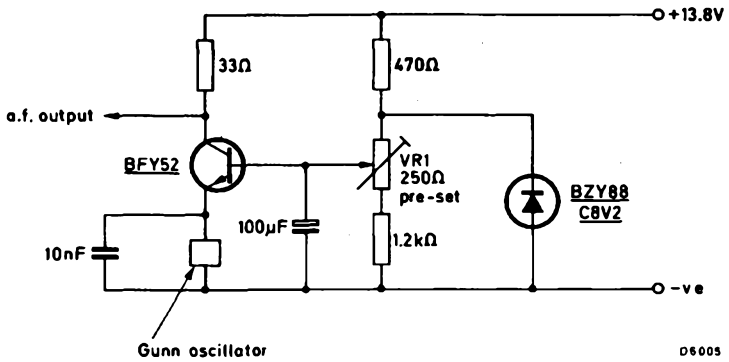 +13.8V
33Ω
470Ω
a.f. output
BFY52
VR1
250Ω
pre-set
BZY88
C8V2
100µF
10nF
1.2kΩ
-ve
Gunn oscillator
D6005